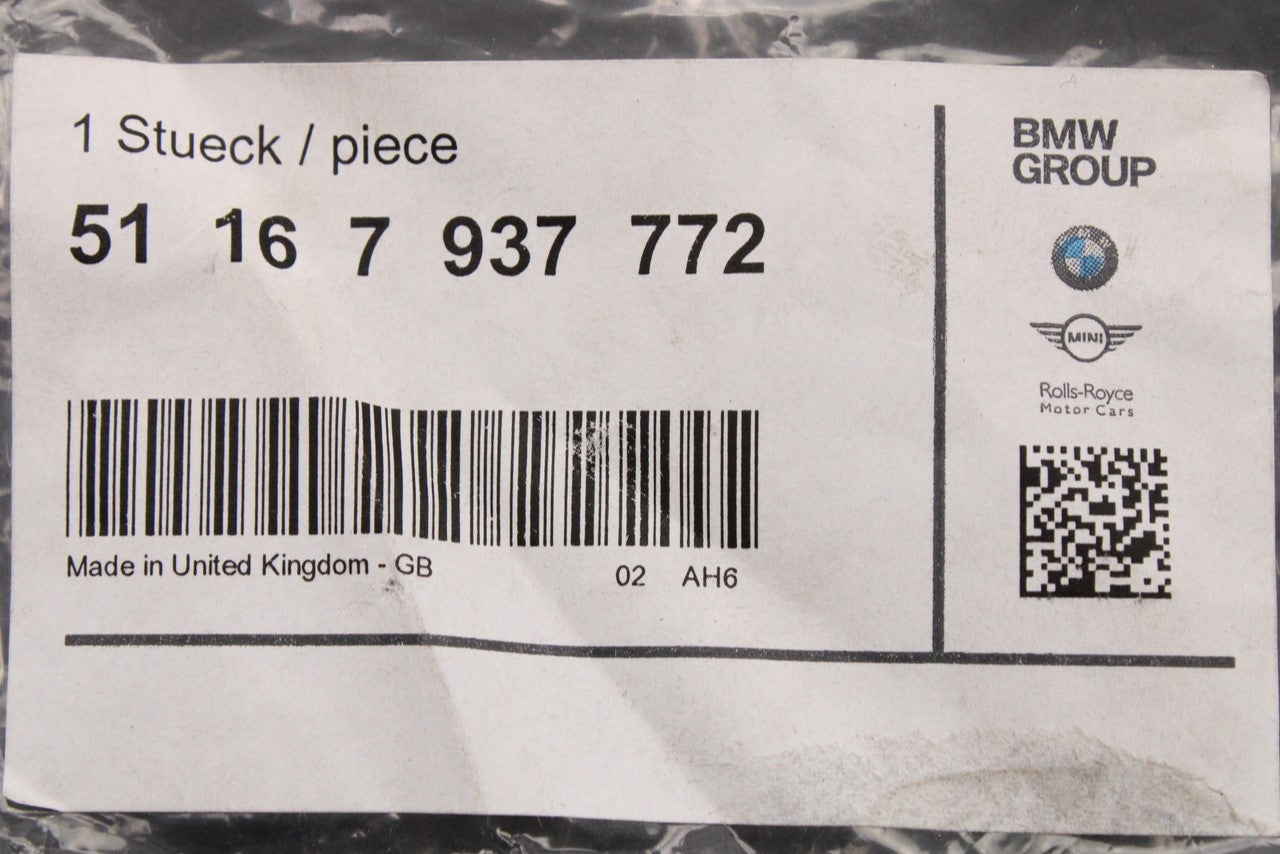 1 Stueck / piece
51 16 7 937 772
Made in United Kingdom - GB
02 AH6
BMW
GROUP
MINI
Rolls-Royce
Motor Cars